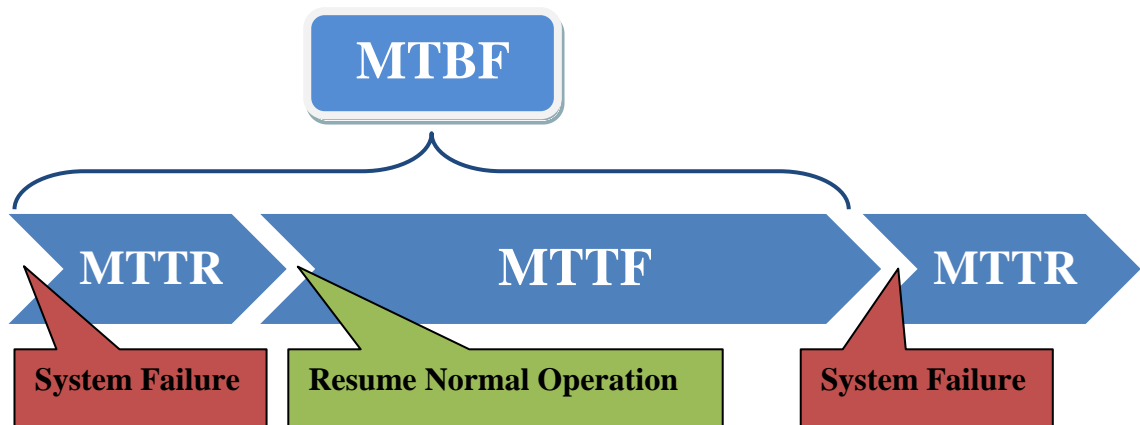 MTBF
MTTR
MTTF
MTTR
System Failure
Resume Normal Operation
System Failure